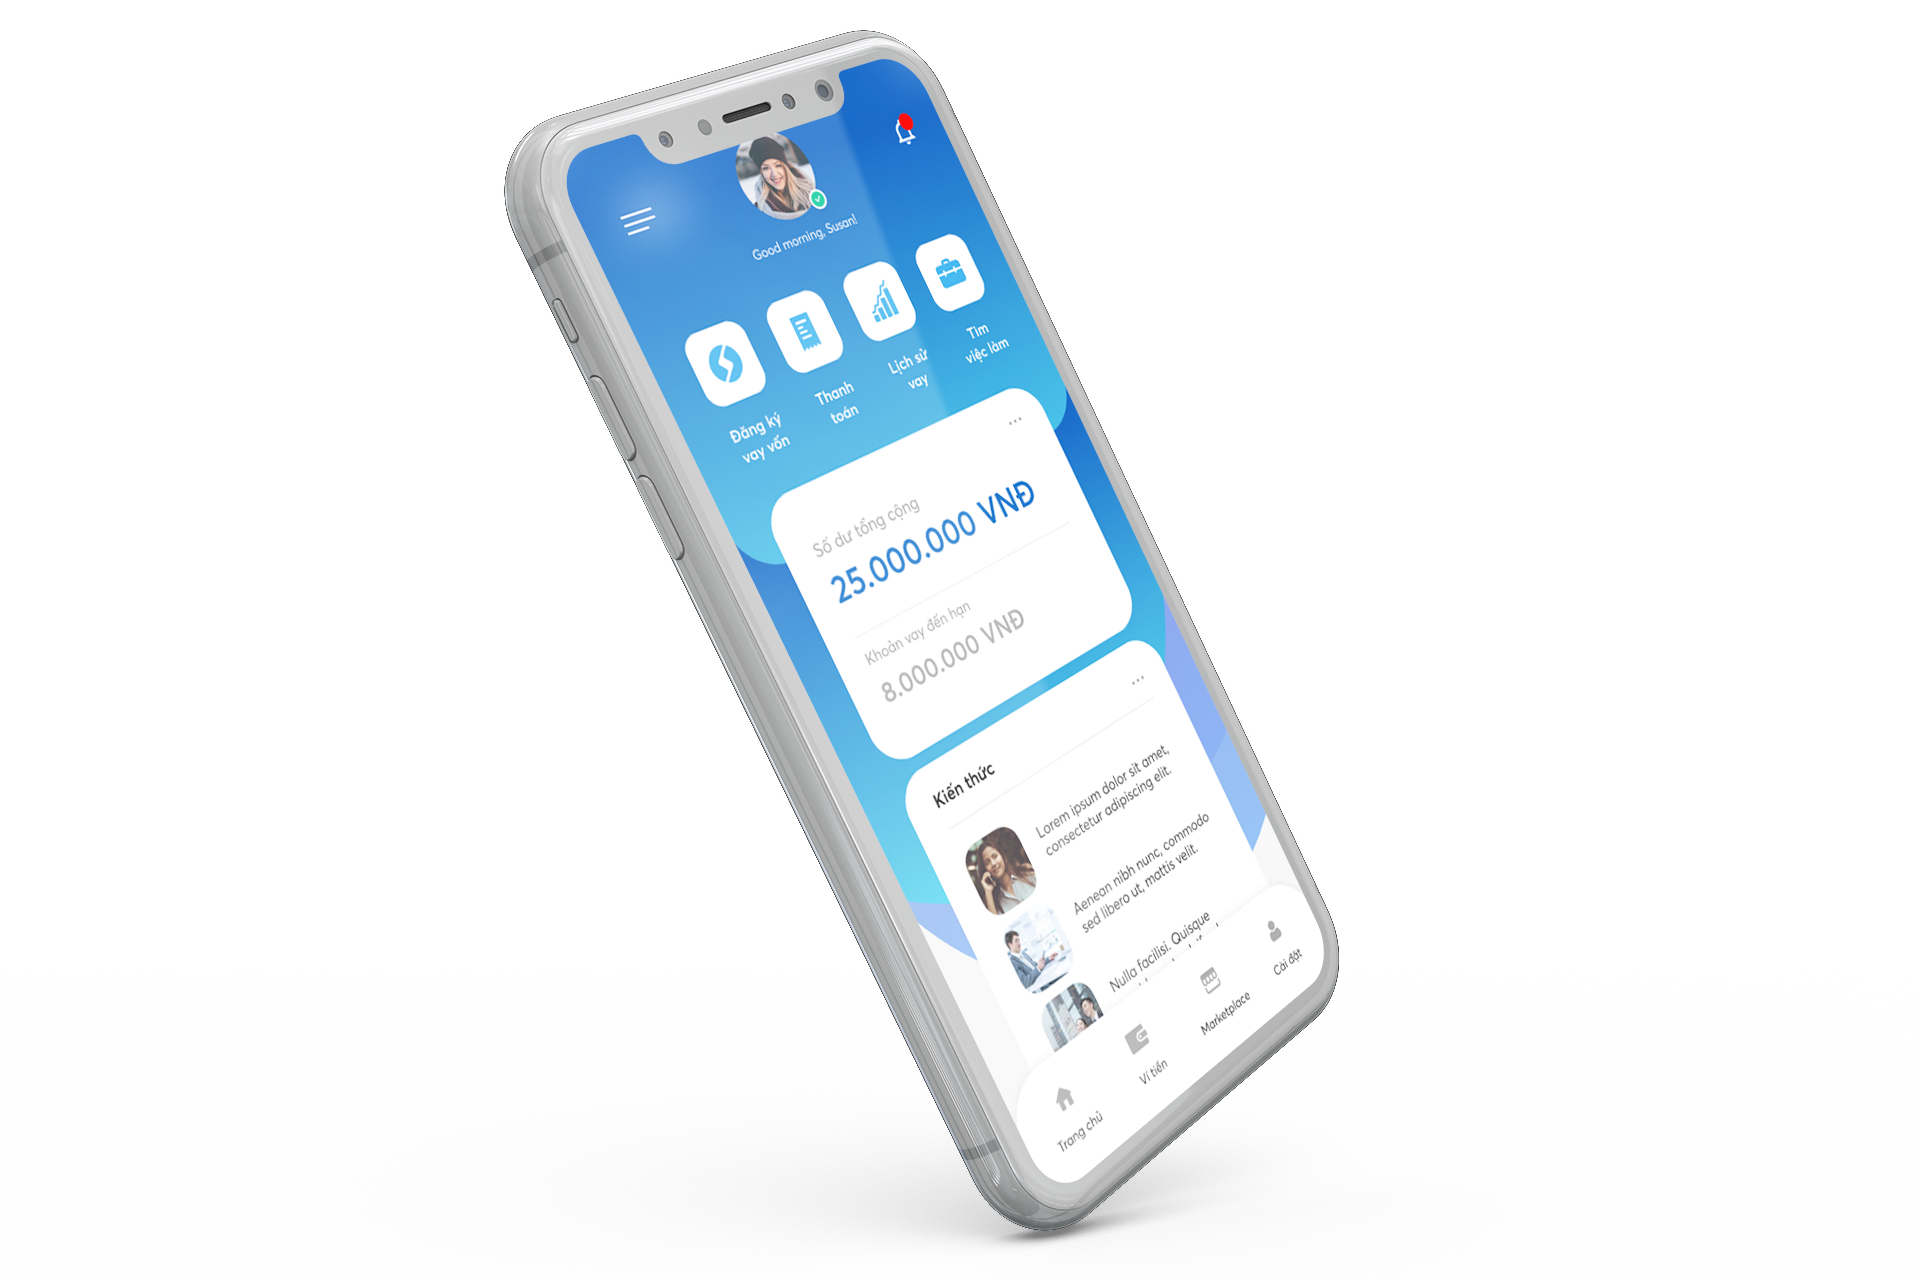 Good morning, Susan!
Đăng ký
vay vốn
Thanh
toán
Lịch sử
vay
Tìm
việc làm
Số dư tổng cộng
25.000.000 VNĐ
Khoản vay đến hạn
8.000.000 VNĐ
Kiến thức
Lorem ipsum dolor sit amet,
consectetur adipiscing elit.
Aenean nibh nunc, commodo
sed libero ut, mattis velit.
Nulla facilisi. Quisque
Trang chủ
Ví tiền
Marketplace
Cài đặt